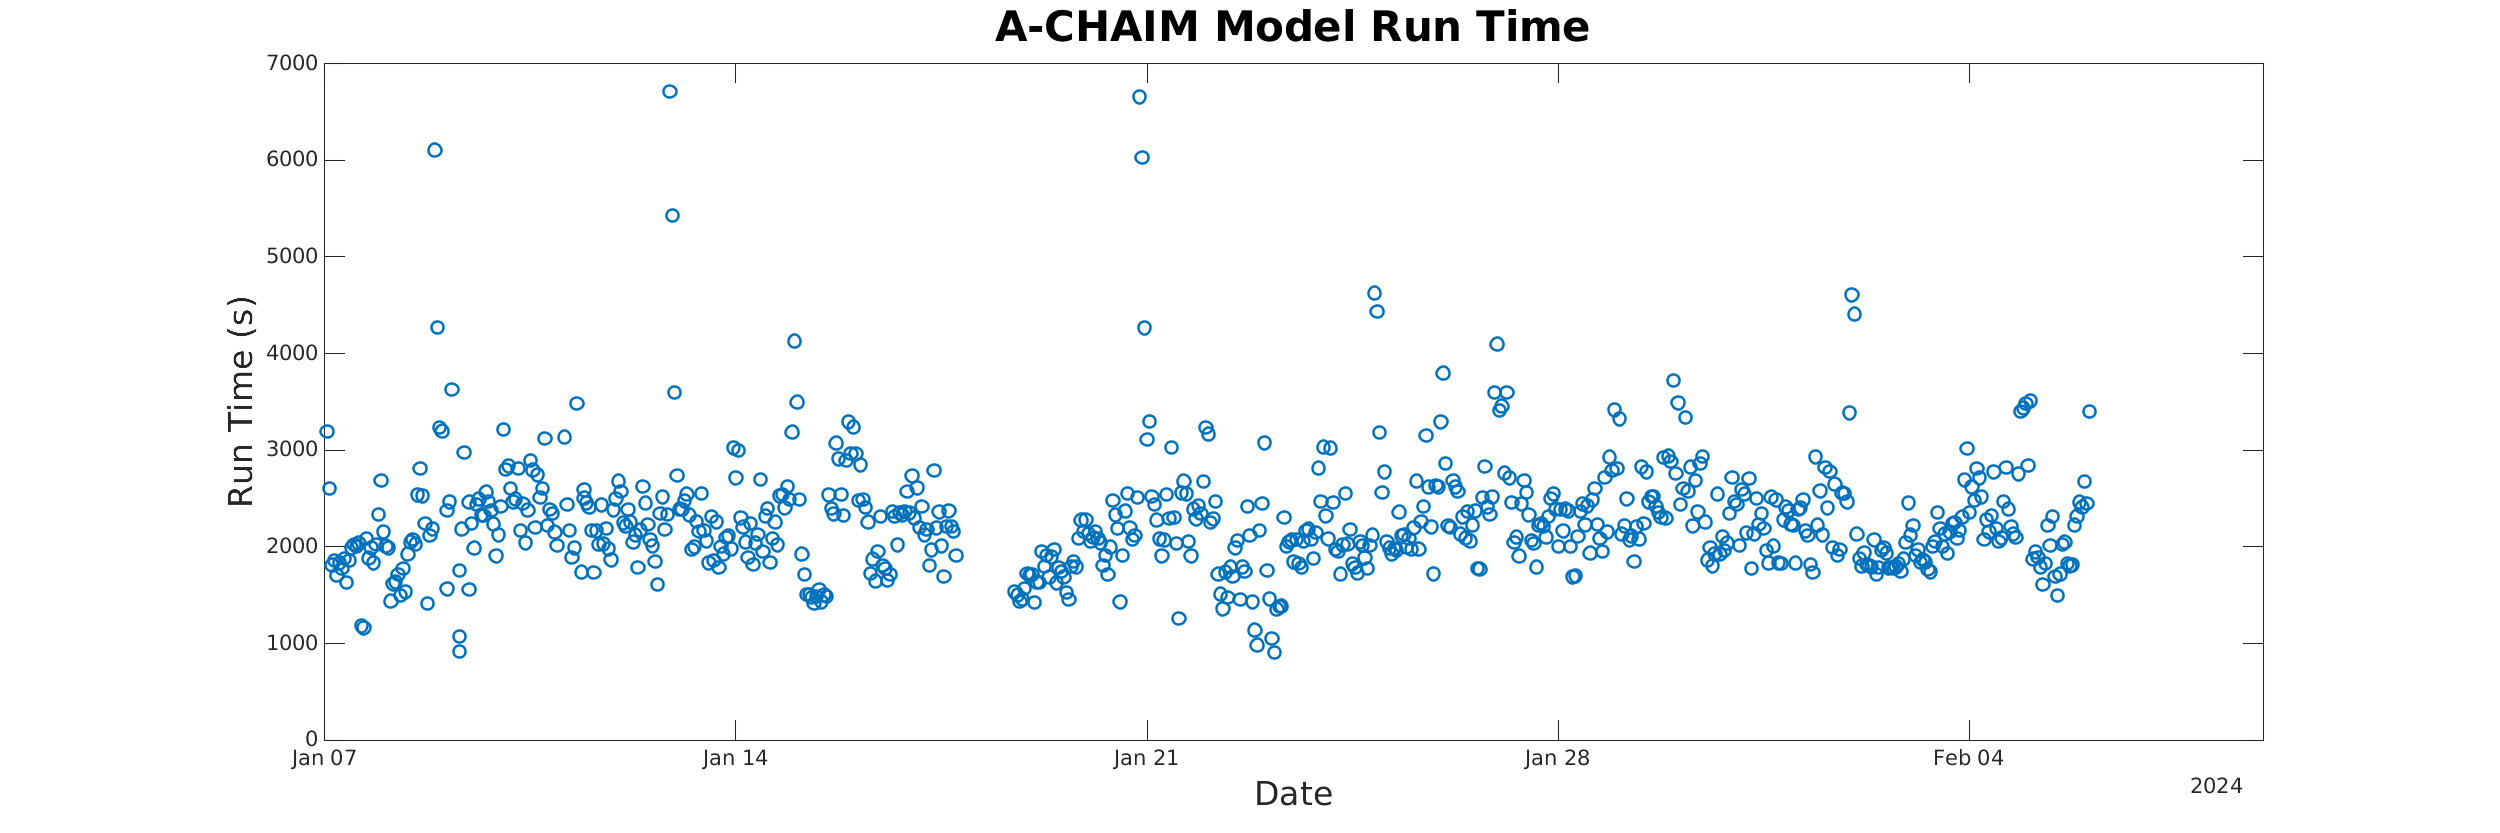 A-CHAIM Model Run Time
7000
6000
5000
4000
3000
2000
1000
0
Run Time (s)
Jan 07 Jan 14 Jan 21 Jan 28 Feb 04
2024
Date